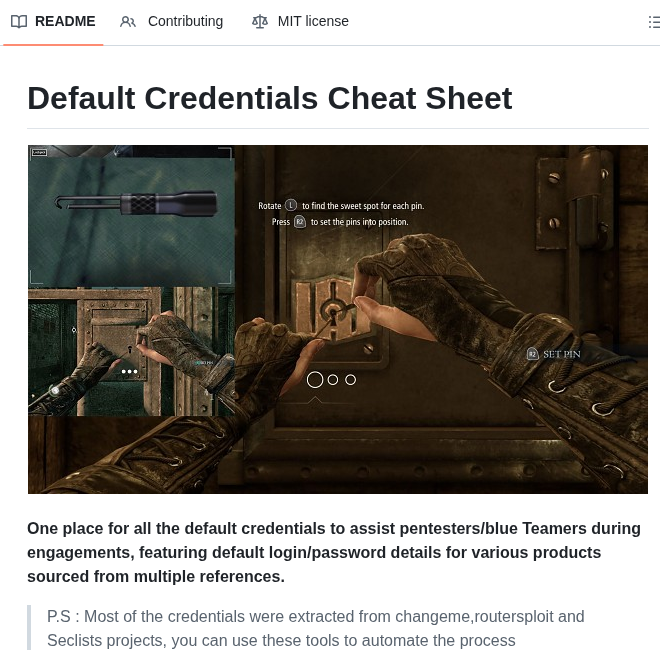 README
Contributing
MIT license
Default Credentials Cheat Sheet
Rotate L to find the sweet spot for each pin.
Press R2 to set the pins into position.
R2 SET PIN
One place for all the default credentials to assist pentesters/blue Teamers during
engagements, featuring default login/password details for various products
sourced from multiple references.
P.S : Most of the credentials were extracted from changeme,routersploit and
Seclists projects, you can use these tools to automate the process